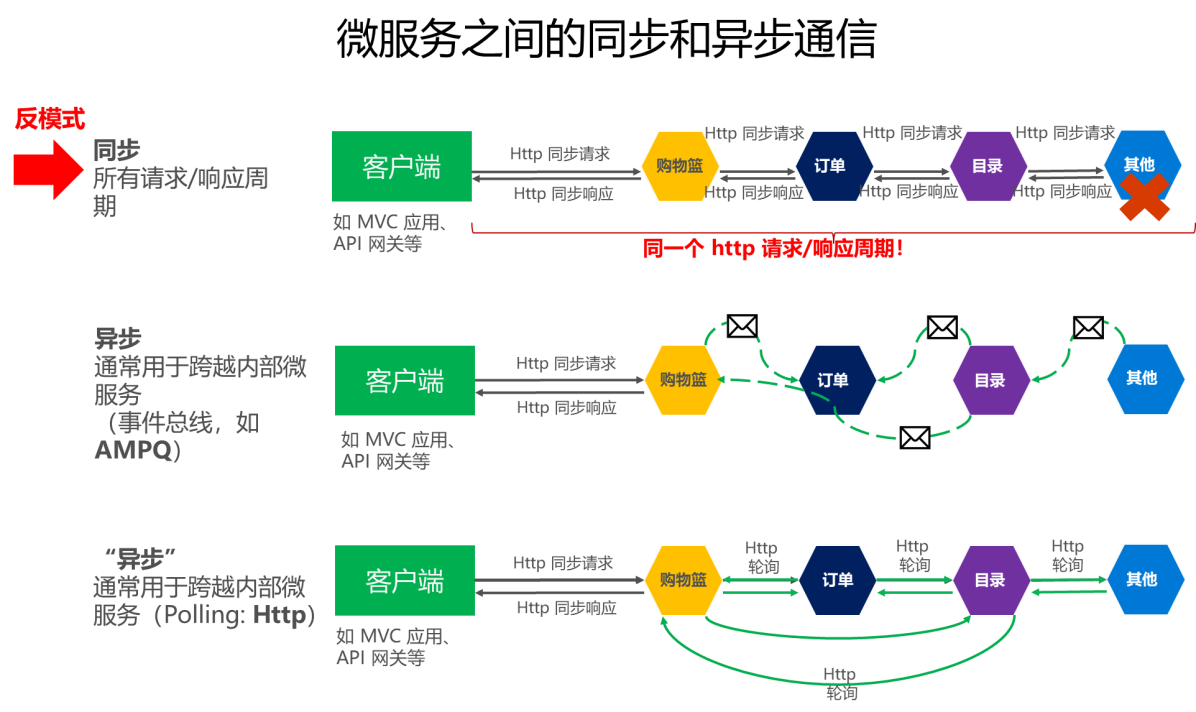 微服务之间的同步和异步通信
反模式
同步
所有请求/响应周
期
客户端
如 MVC 应用、
API 网关等
Http 同步请求
Http 同步响应
购物篮
Http 同步请求
Http 同步响应
订单
Http 同步请求
Http 同步响应
目录
Http 同步请求
Http 同步响应
其他
同一个 http 请求/响应周期！
异步
通常用于跨越内部微
服务
（事件总线，如
AMPQ）
客户端
如 MVC 应用、
API 网关等
Http 同步请求
Http 同步响应
购物篮
订单
目录
其他
“异步”
通常用于跨越内部微
服务（Polling: Http）
客户端
如 MVC 应用、
API 网关等
Http 同步请求
Http 同步响应
购物篮
Http
轮询
订单
Http
轮询
目录
Http
轮询
其他
Http
轮询